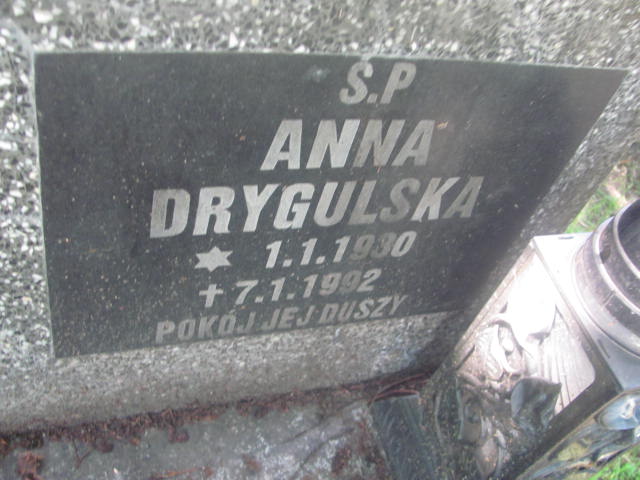 Ś.P
ANNA
DRYGULSKA
1.1.1930
7.1.1992
POKÓJ JEJ DUSZY